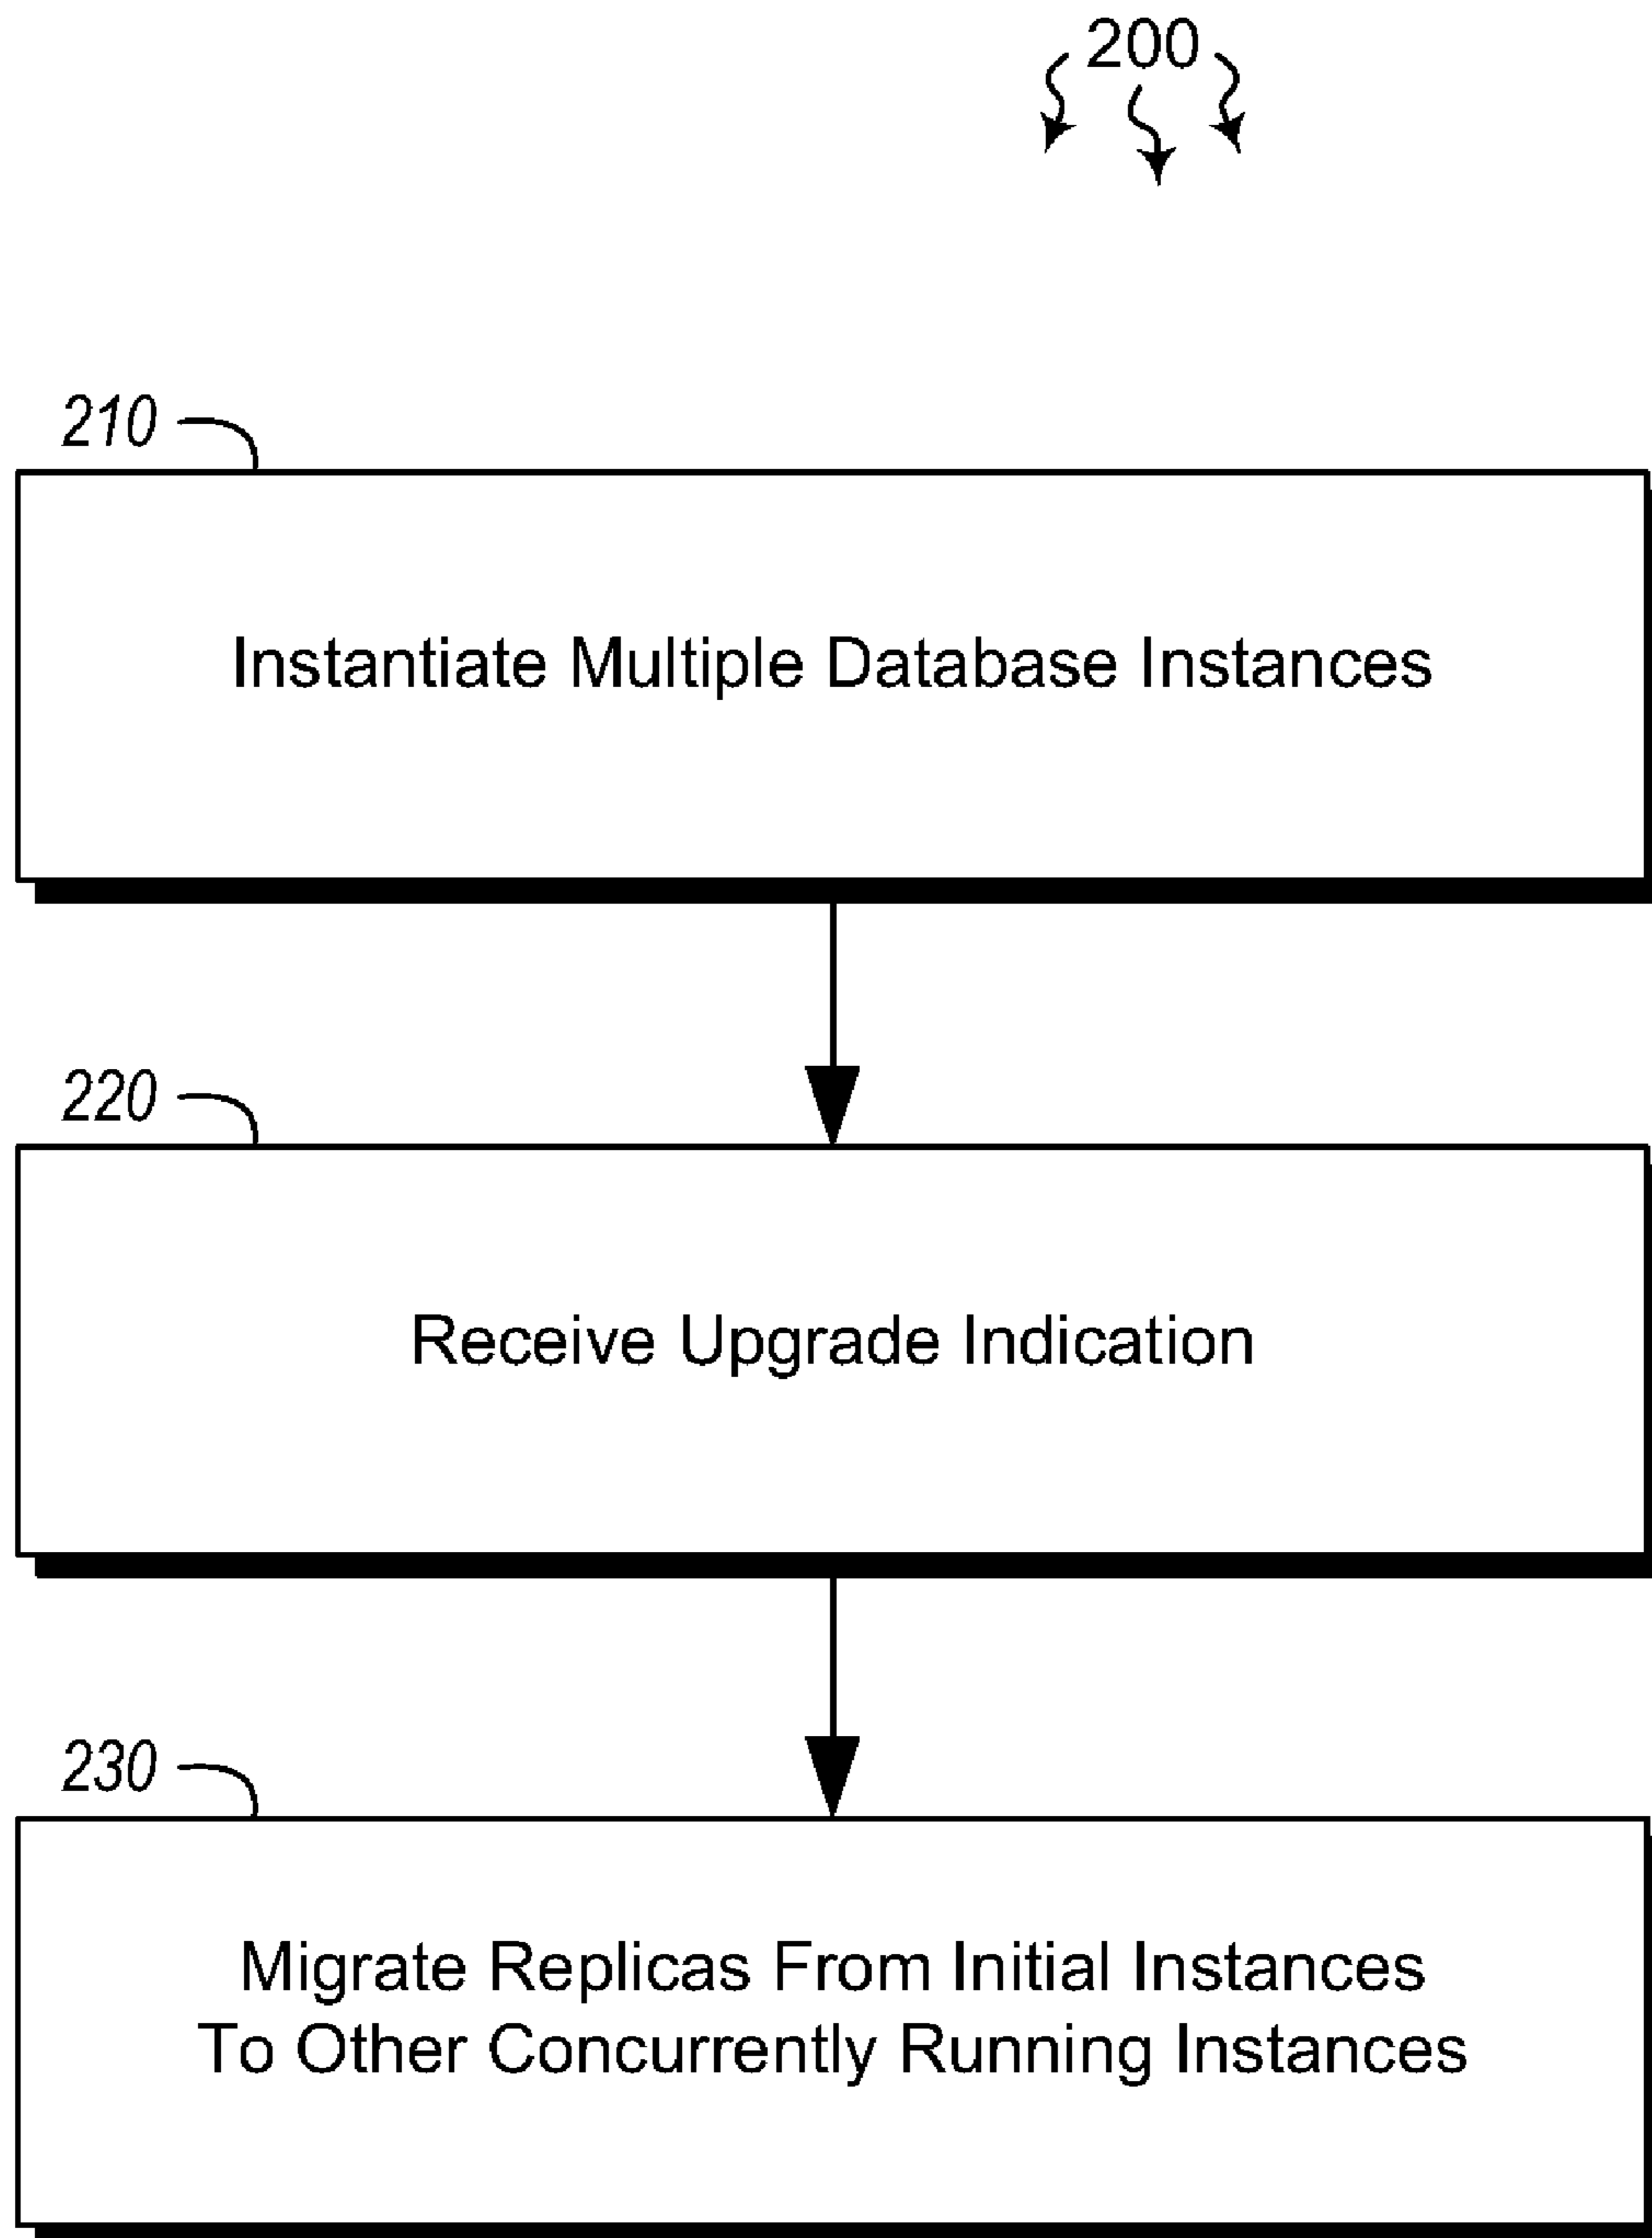 200
210
Instantiate Multiple Database Instances
220
Receive Upgrade Indication
230
Migrate Replicas From Initial Instances
To Other Concurrently Running Instances